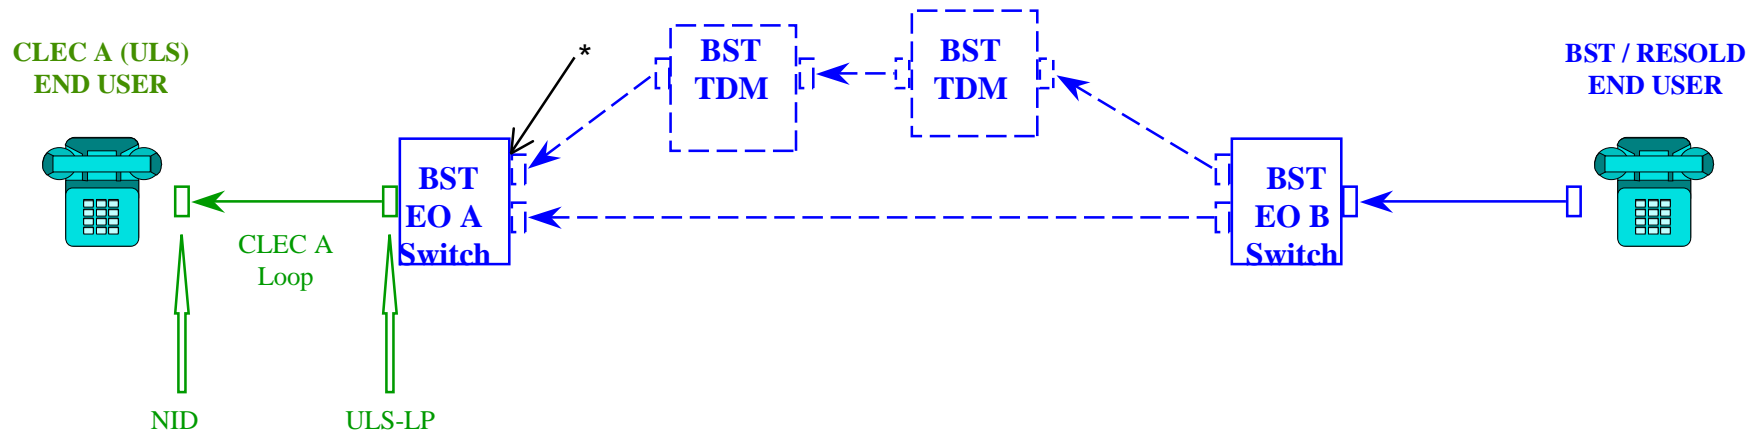 CLEC A (ULS)
END USER
*
BST
TDM
BST
TDM
BST / RESOLD
END USER
BST
EO A
Switch
BST
EO B
Switch
CLEC A
Loop
NID
ULS-LP